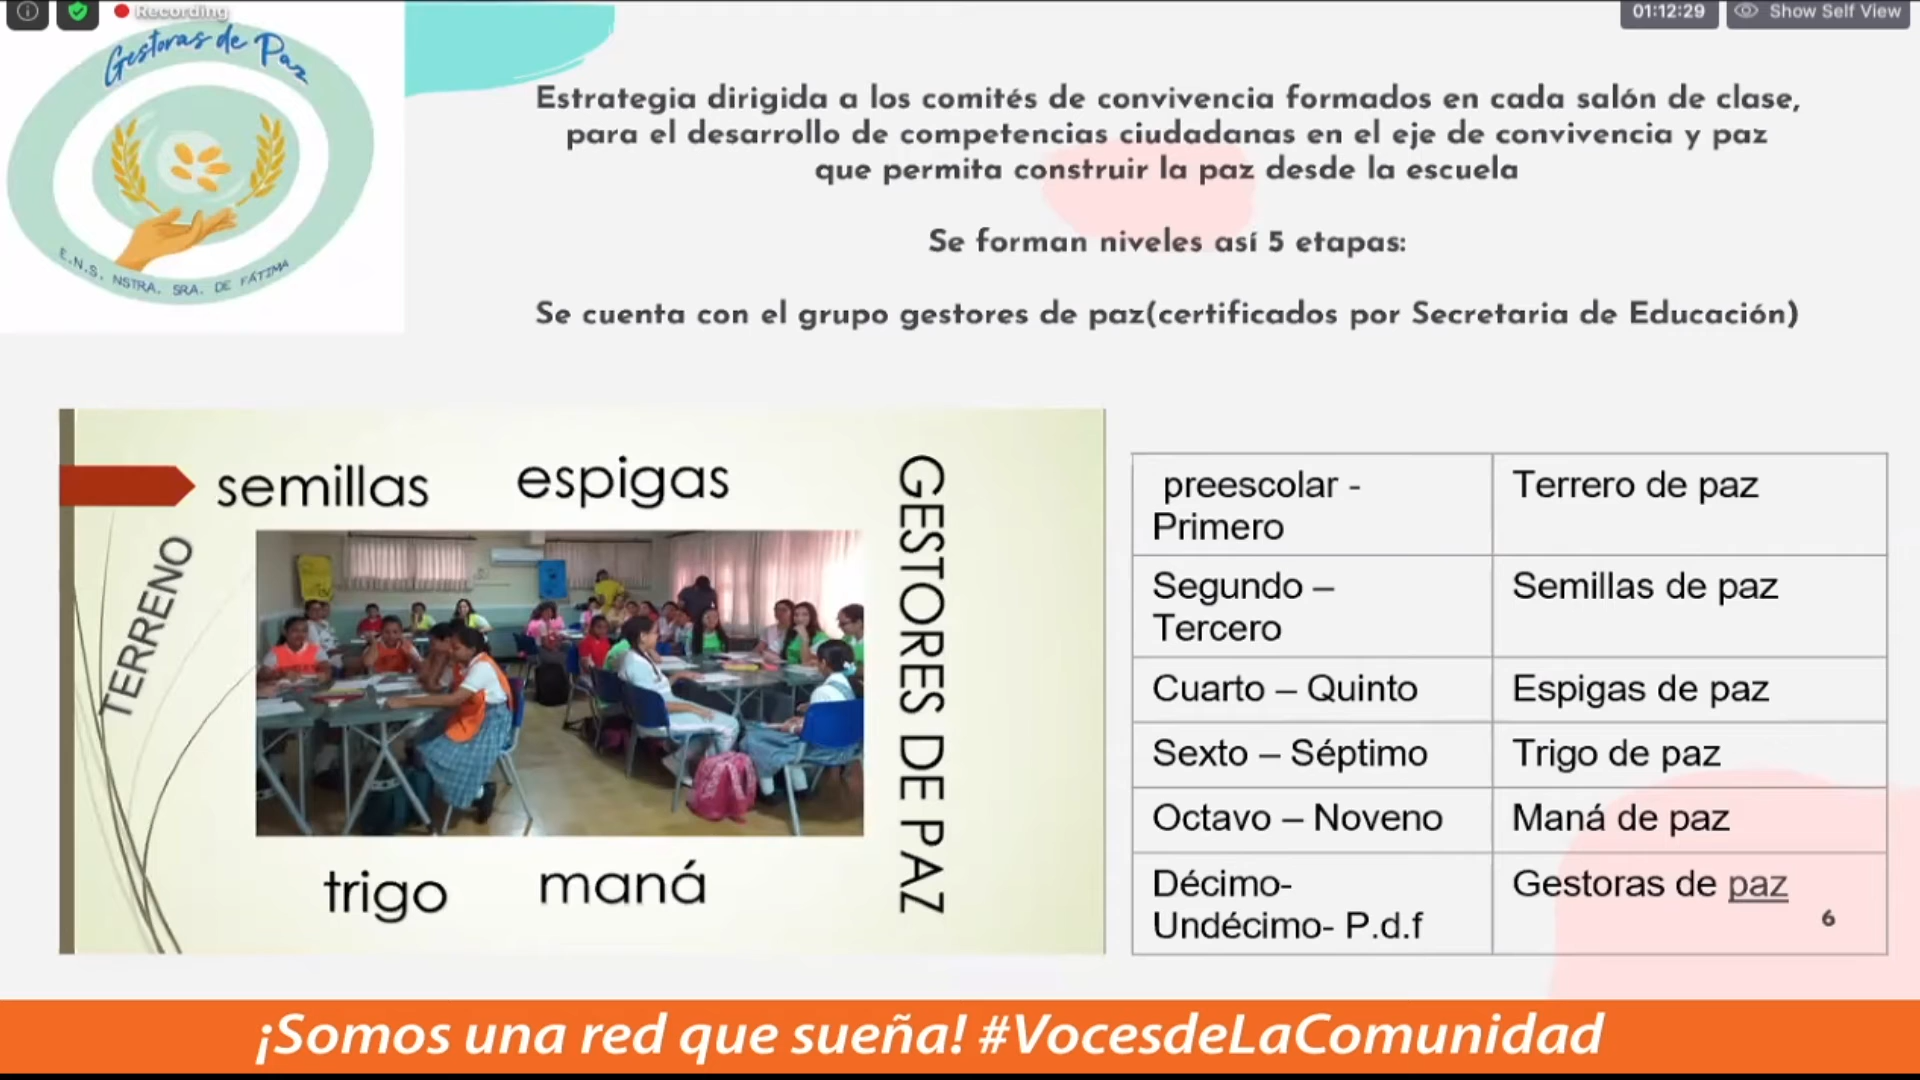 Recording
01:12:29
Show Self View
Gestoras de Paz
E.N.S. NSTRA. SRA. DE FÁTIMA
Estrategia dirigida a los comités de convivencia formados en cada salón de clase,
para el desarrollo de competencias ciudadanas en el eje de convivencia y paz
que permita construir la paz desde la escuela
Se forman niveles así 5 etapas:
Se cuenta con el grupo gestores de paz(certificados por Secretaria de Educación)
semillas
espigas
TERRENO
GESTORES DE PAZ
trigo
maná
preescolar -
Primero
Terrero de paz
Segundo –
Tercero
Semillas de paz
Cuarto – Quinto
Espigas de paz
Sexto – Séptimo
Trigo de paz
Octavo – Noveno
Maná de paz
Décimo-
Undécimo- P.d.f
Gestoras de paz
6
¡Somos una red que sueña! #VocesdeLaComunidad